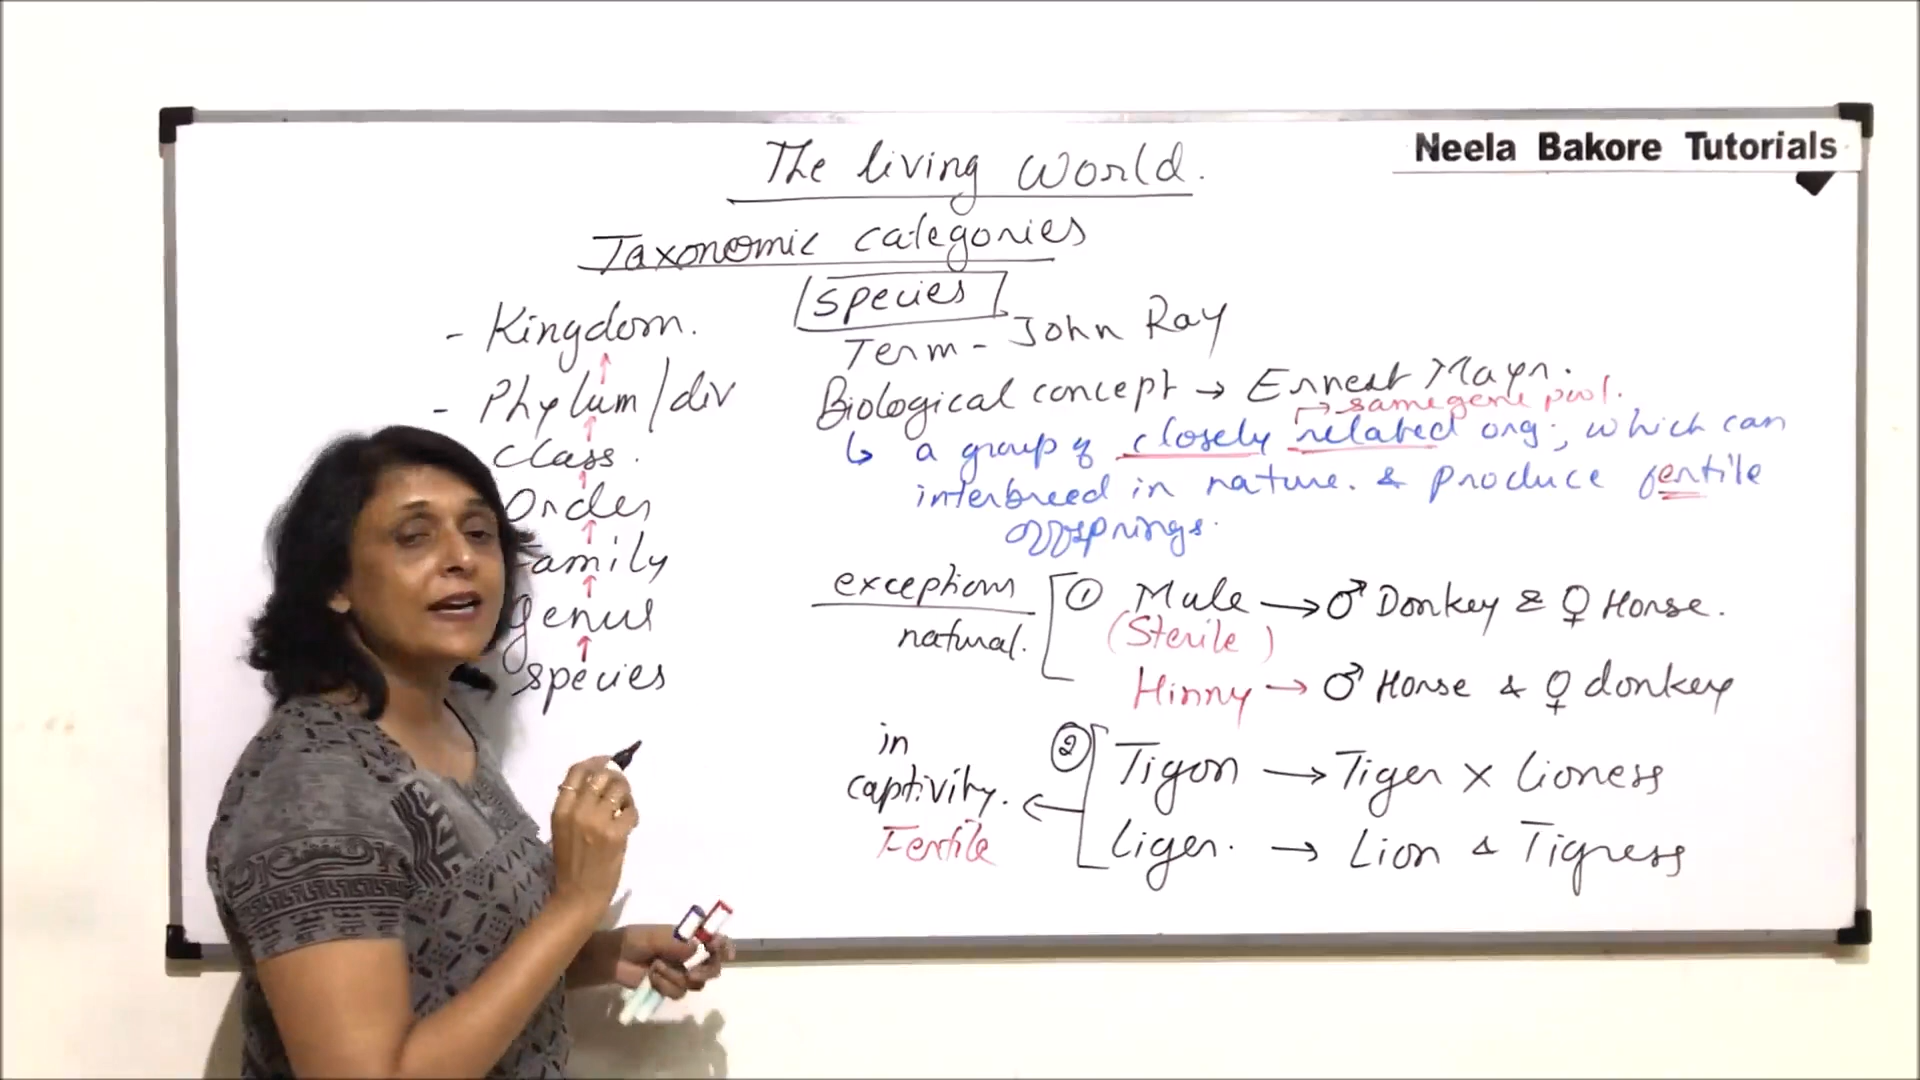 Neela Bakore Tutorials
The living World.
Taxonomic categories
- Kingdom.
- Phylum/div
class.
Order
Family
genus
species
Species
Term - John Ray
Biological concept → Ernest Mayr.
↳ same gene pool.
↳ a group of closely related org., which can
interbreed in nature. & produce fertile
offsprings.
exceptions
natural.
① Mule → ♂ Donkey & ♀ Horse.
(Sterile)
Hinny → ♂ Horse & ♀ donkey
in
captivity. ←
Fertile
② Tigon → Tiger x lioness
Liger. → Lion & Tigress